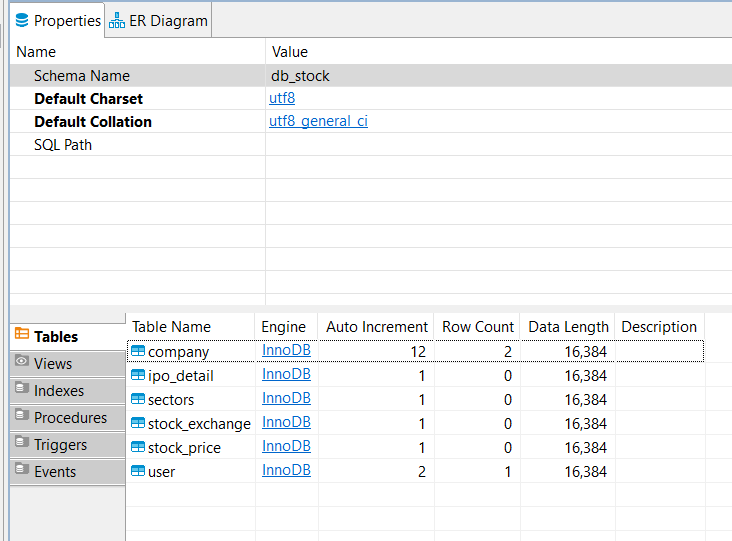 Properties ER Diagram
Name Value
Schema Name db_stock
Default Charset utf8
Default Collation utf8_general_ci
SQL Path
Tables
Views
Indexes
Procedures
Triggers
Events
Table Name Engine Auto Increment Row Count Data Length Description
company InnoDB 12 2 16,384
ipo_detail InnoDB 1 0 16,384
sectors InnoDB 1 0 16,384
stock_exchange InnoDB 1 0 16,384
stock_price InnoDB 1 0 16,384
user InnoDB 2 1 16,384